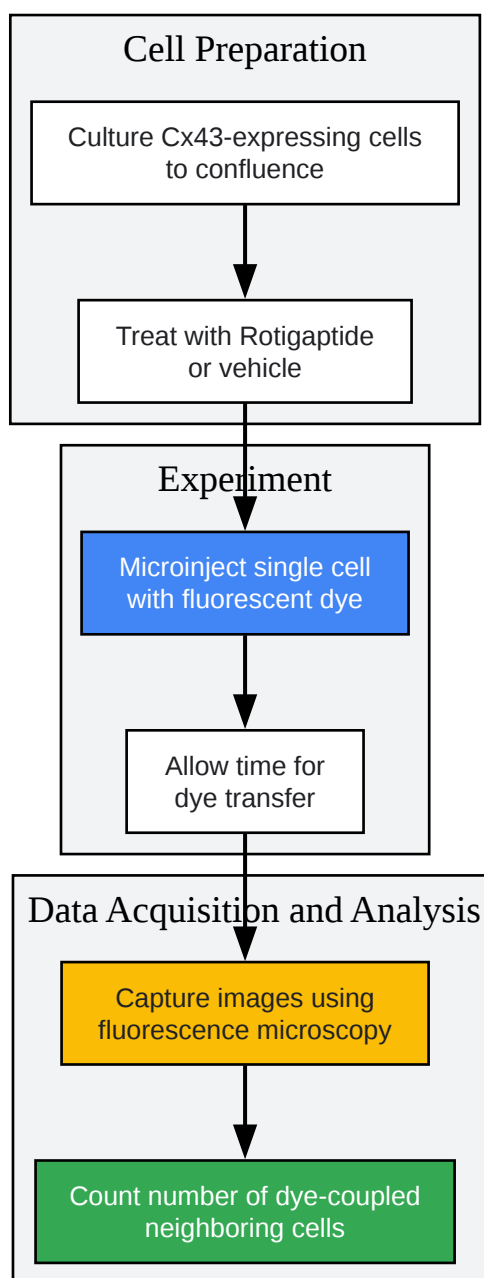 Cell Preparation
Culture Cx43-expressing cells
to confluence
Treat with Rotigaptide
or vehicle
Experiment
Microinject single cell
with fluorescent dye
Allow time for
dye transfer
Data Acquisition and Analysis
Capture images using
fluorescence microscopy
Count number of dye-coupled
neighboring cells